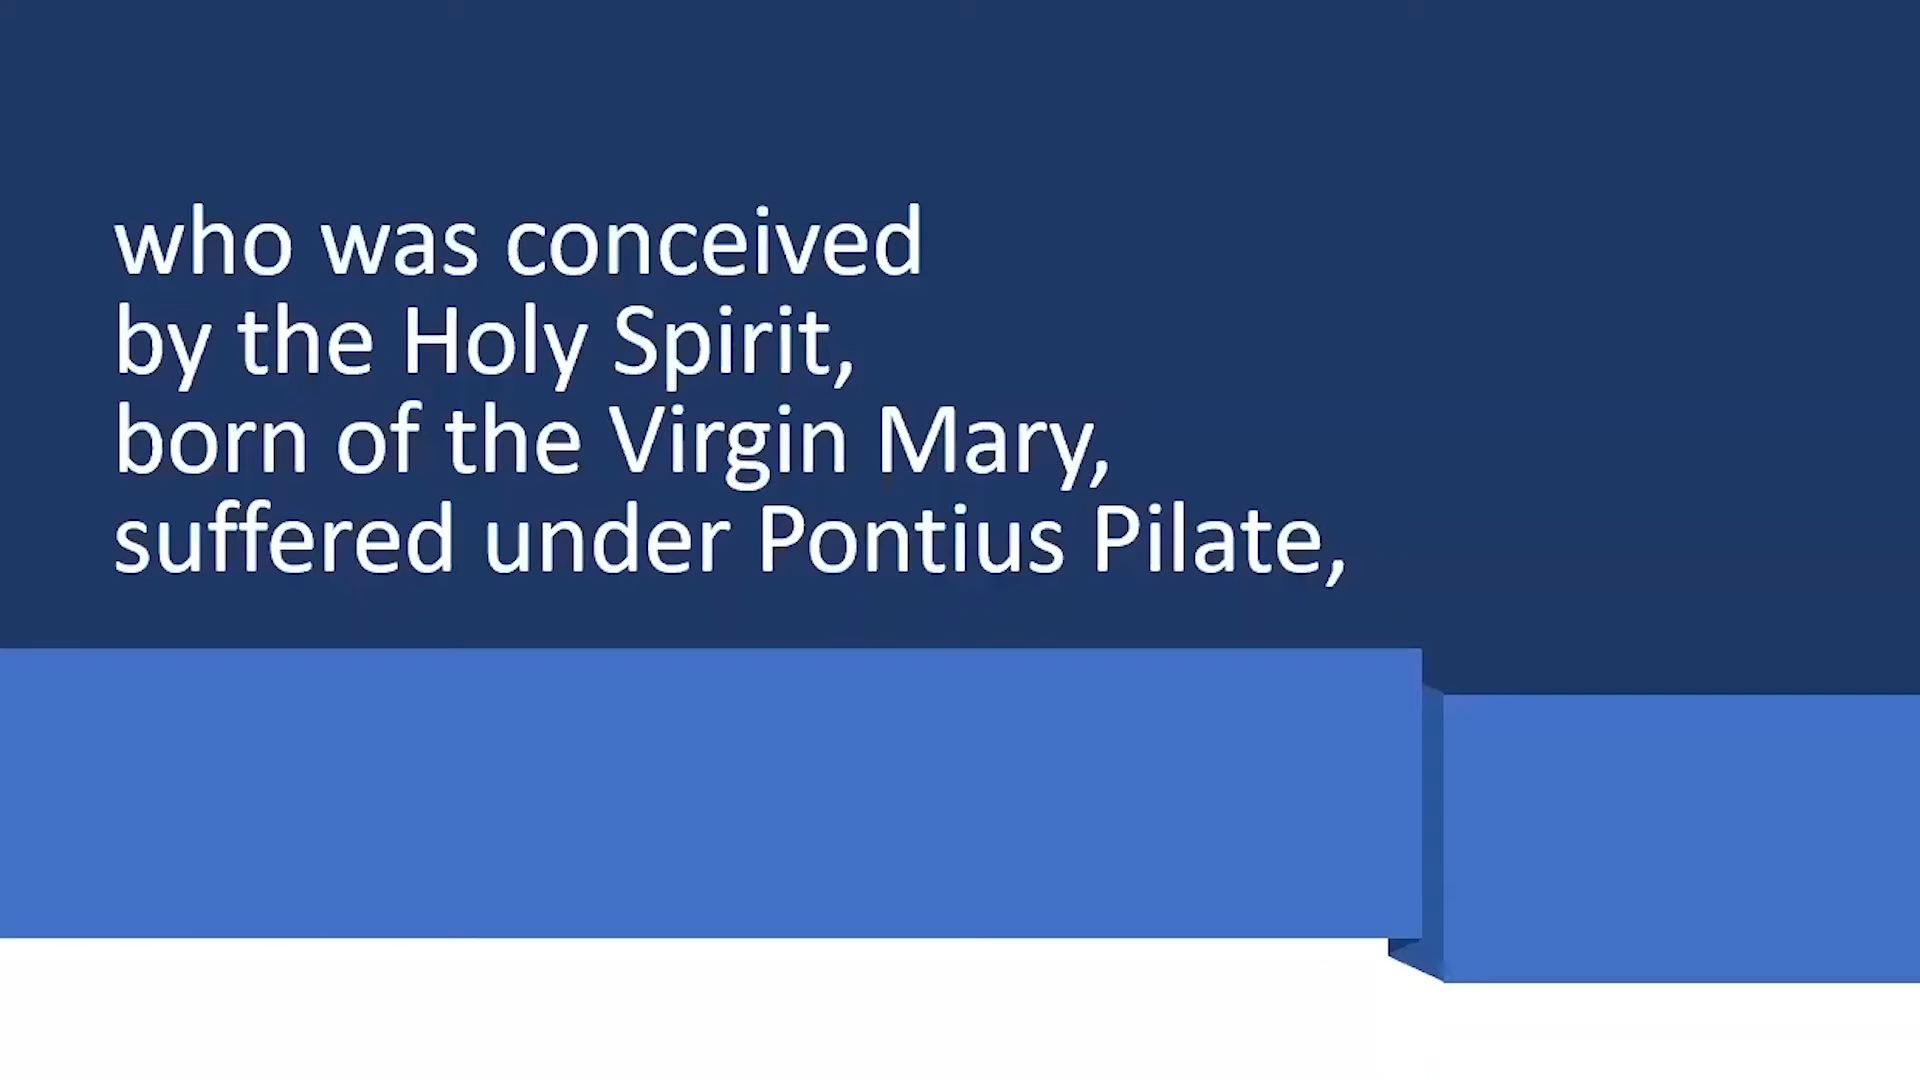 who was conceived
by the Holy Spirit,
born of the Virgin Mary,
suffered under Pontius Pilate,